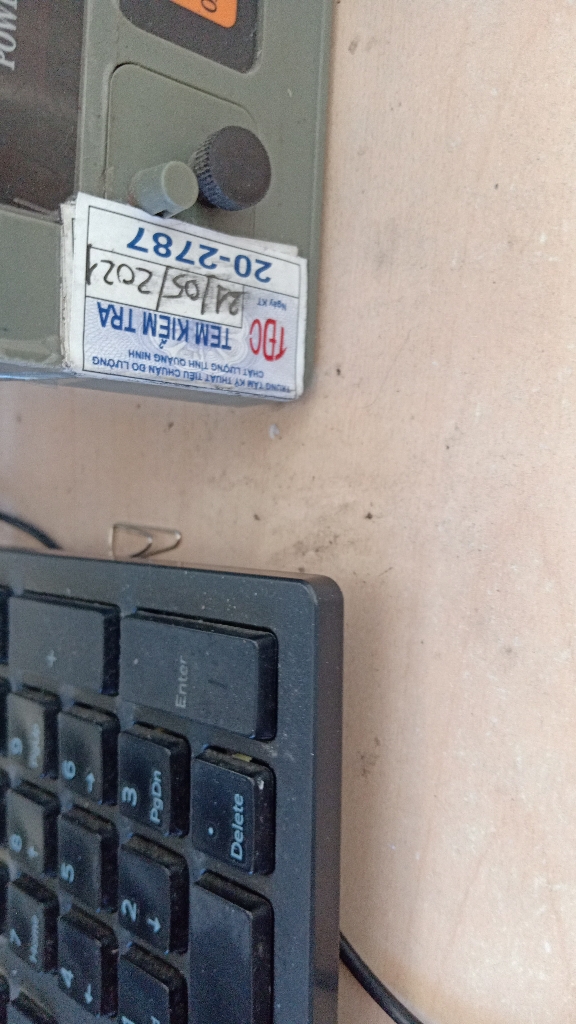 POW
TRUNG TÂM KỸ THUẬT TIÊU CHUẨN ĐO LƯỜNG
CHẤT LƯỢNG TỈNH QUẢNG NINH
TĐC
TEM KIỂM TRA
Ngày KT
21/05/2021
20-2787
+
Enter
9
6
→
3
PgDn
.
Delete
8
↑
5
2
↓
7
Home
4
←
1